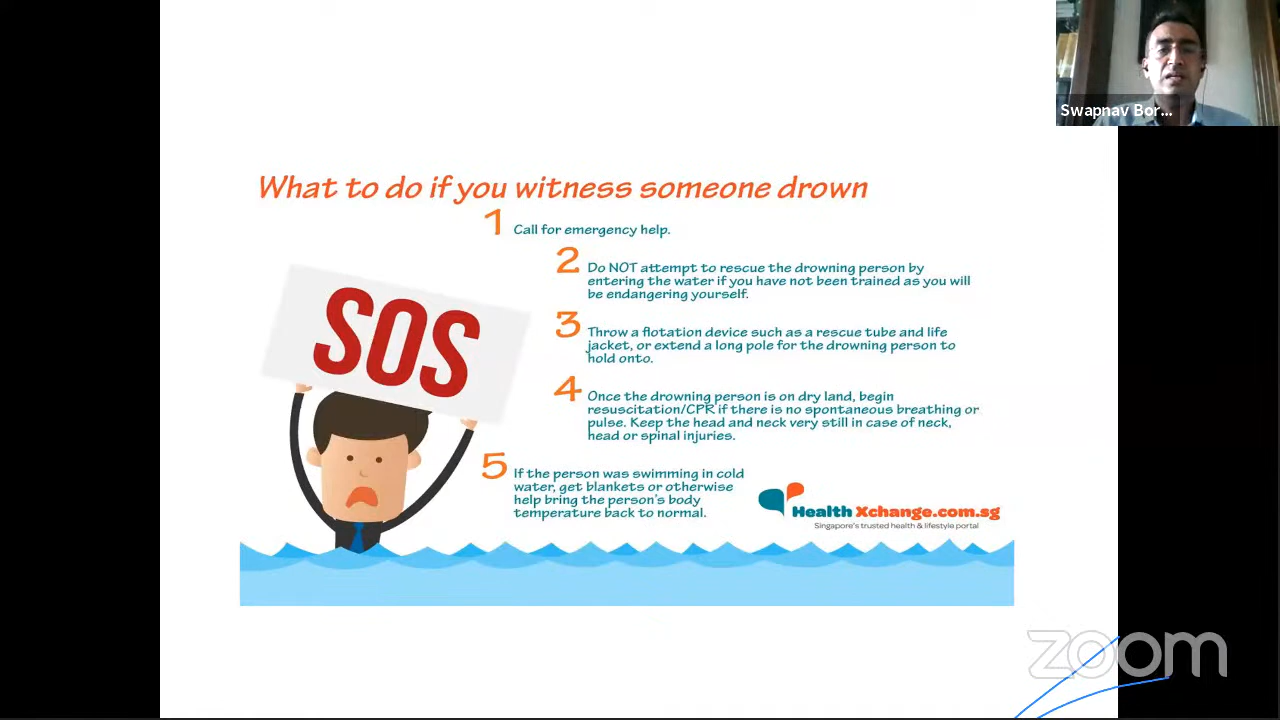 Swapnav Bor...
What to do if you witness someone drown
1 Call for emergency help.
2 Do NOT attempt to rescue the drowning person by
entering the water if you have not been trained as you will
be endangering yourself.
3 Throw a flotation device such as a rescue tube and life
jacket, or extend a long pole for the drowning person to
hold onto.
SOS
4 Once the drowning person is on dry land, begin
resuscitation/CPR if there is no spontaneous breathing or
pulse. Keep the head and neck very still in case of neck,
head or spinal injuries.
5 If the person was swimming in cold
water, get blankets or otherwise
help bring the person's body
temperature back to normal.
Health Xchange.com.sg
Singapore's trusted health & lifestyle portal
zoom